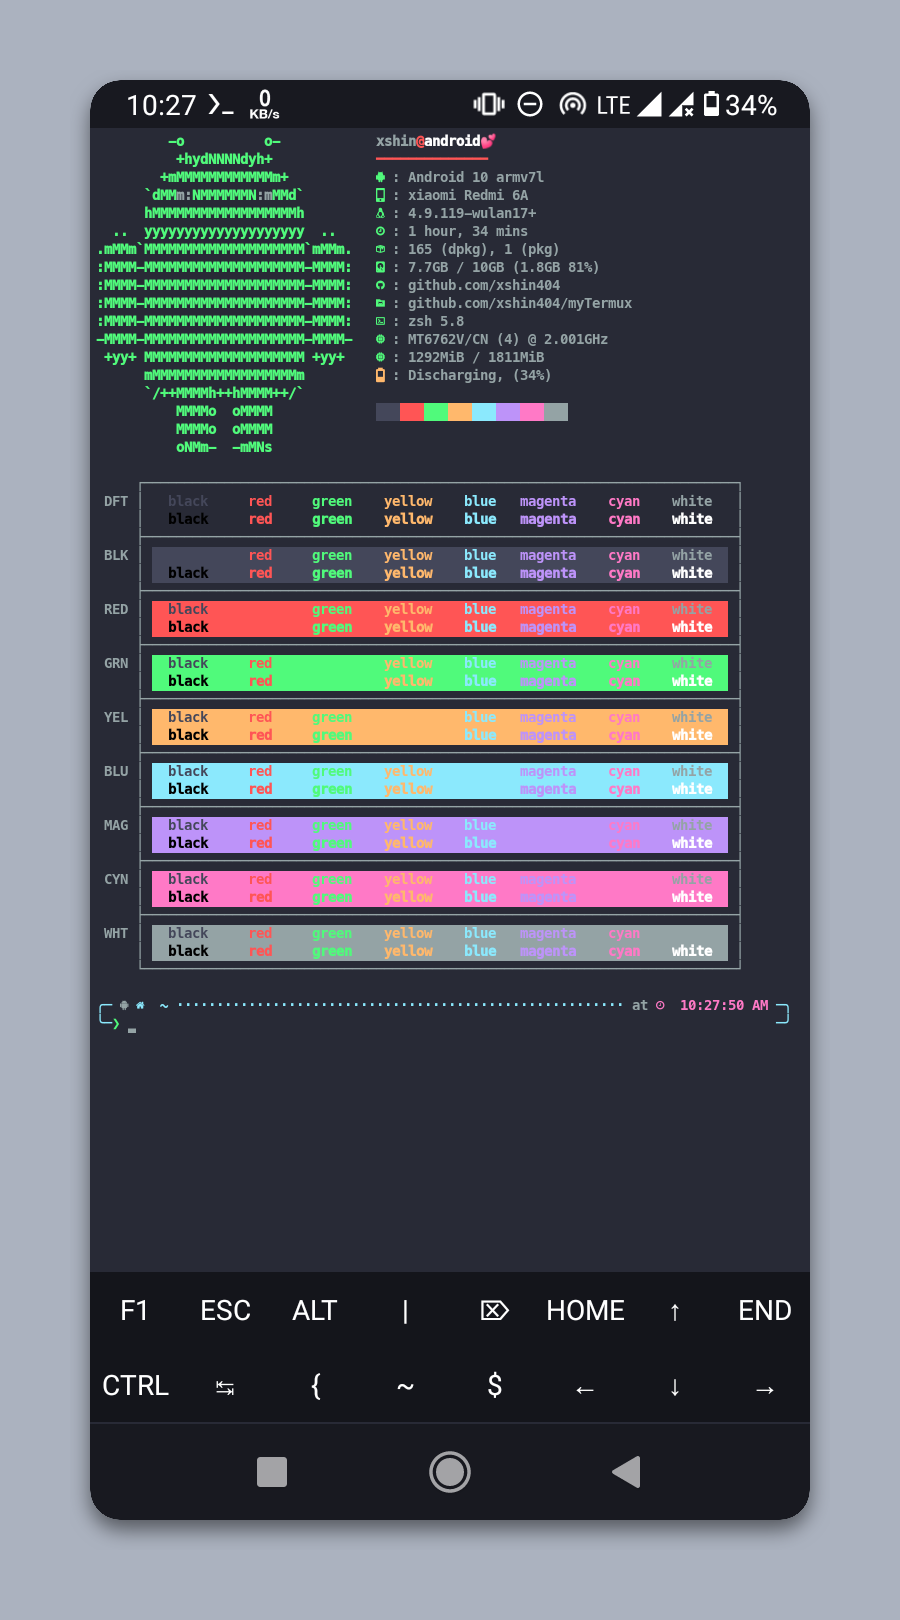 10:27 0 KB/s LTE 34%
xshin@android
: Android 10 armv7l
: xiaomi Redmi 6A
: 4.9.119-wulan17+
: 1 hour, 34 mins
: 165 (dpkg), 1 (pkg)
: 7.7GB / 10GB (1.8GB 81%)
: github.com/xshin404
: github.com/xshin404/myTermux
: zsh 5.8
: MT6762V/CN (4) @ 2.001GHz
: 1292MiB / 1811MiB
: Discharging, (34%)
-o          o-
+hydNNNNdyh+
+mMMMMMMMMMMMMm+
`dMMm:NMMMMMMN:mMMd`
hMMMMMMMMMMMMMMMMMMh
..  yyyyyyyyyyyyyyyyyyyy  ..
.mMMm`MMMMMMMMMMMMMMMMMMMM`mMMm.
:MMMM-MMMMMMMMMMMMMMMMMMMM-MMMM:
:MMMM-MMMMMMMMMMMMMMMMMMMM-MMMM:
:MMMM-MMMMMMMMMMMMMMMMMMMM-MMMM:
:MMMM-MMMMMMMMMMMMMMMMMMMM-MMMM:
-MMMM-MMMMMMMMMMMMMMMMMMMM-MMMM-
+yy+ MMMMMMMMMMMMMMMMMMMM +yy+
mMMMMMMMMMMMMMMMMMMm
`/++MMMMh++hMMMM++/`
MMMMo  oMMMM
MMMMo  oMMMM
oNMm-  -mMNs
DFT black red green yellow blue magenta cyan white
black red green yellow blue magenta cyan white
BLK red green yellow blue magenta cyan white
black red green yellow blue magenta cyan white
RED black green yellow blue magenta cyan white
black green yellow blue magenta cyan white
GRN black red yellow blue magenta cyan white
black red yellow blue magenta cyan white
YEL black red green blue magenta cyan white
black red green blue magenta cyan white
BLU black red green yellow magenta cyan white
black red green yellow magenta cyan white
MAG black red green yellow blue cyan white
black red green yellow blue cyan white
CYN black red green yellow blue magenta white
black red green yellow blue magenta white
WHT black red green yellow blue magenta cyan
black red green yellow blue magenta cyan white
~ ························································ at 10:27:50 AM
❯ _
F1 ESC ALT | ⌦ HOME ↑ END
CTRL ↹ { ~ $ ← ↓ →